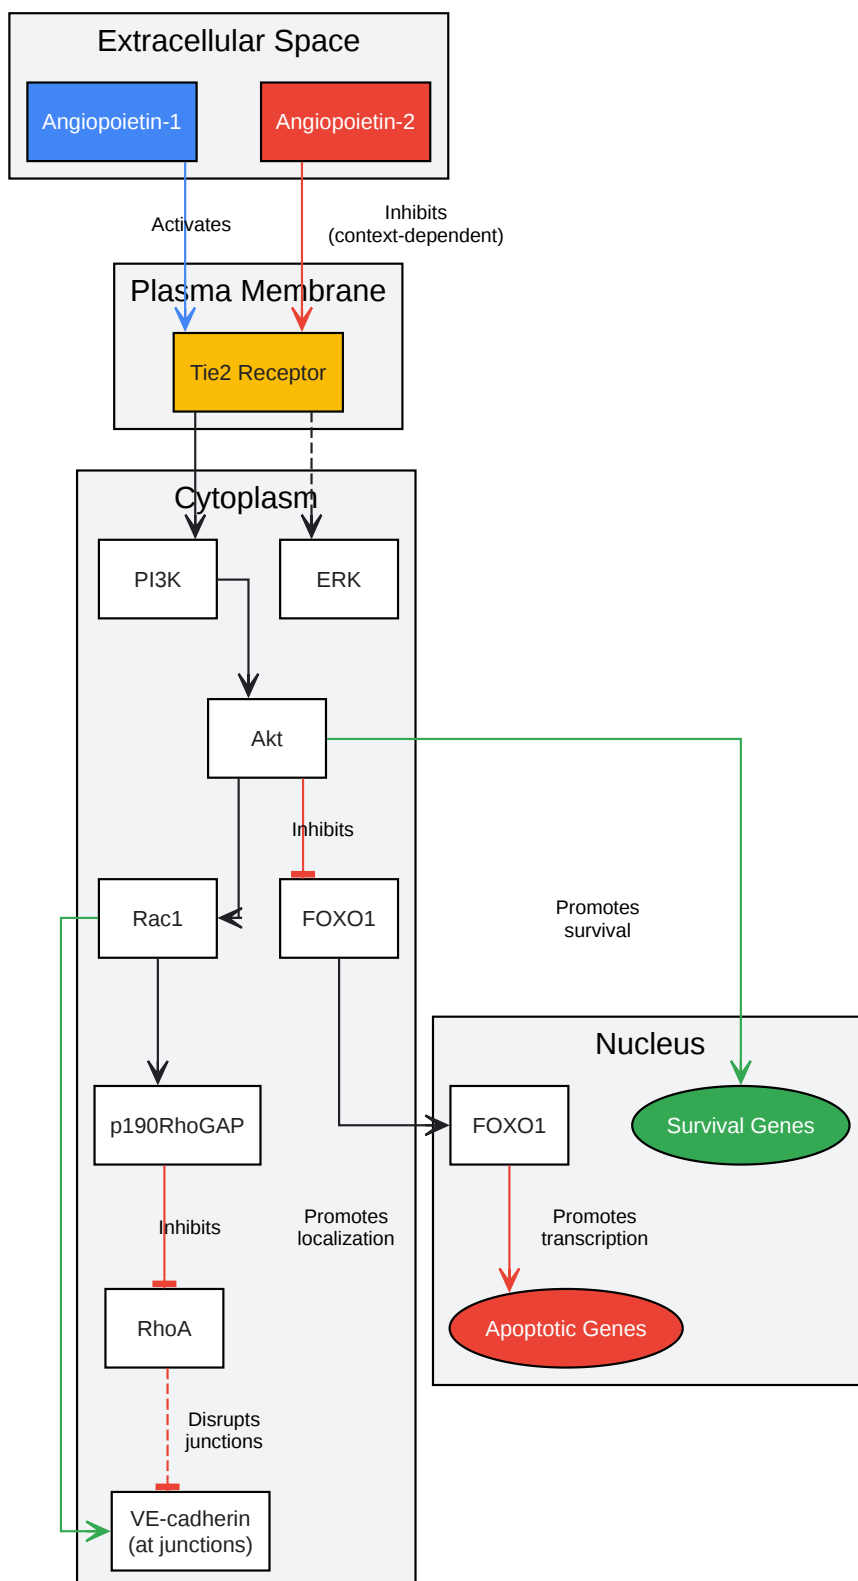 Extracellular Space
Angiopoietin-1
Angiopoietin-2
Activates
Inhibits
(context-dependent)
Plasma Membrane
Tie2 Receptor
Cytoplasm
PI3K
ERK
Akt
Inhibits
Rac1
FOXO1
Promotes
survival
Nucleus
p190RhoGAP
FOXO1
Survival Genes
Inhibits
Promotes
localization
Promotes
transcription
RhoA
Apoptotic Genes
Disrupts
junctions
VE-cadherin
(at junctions)